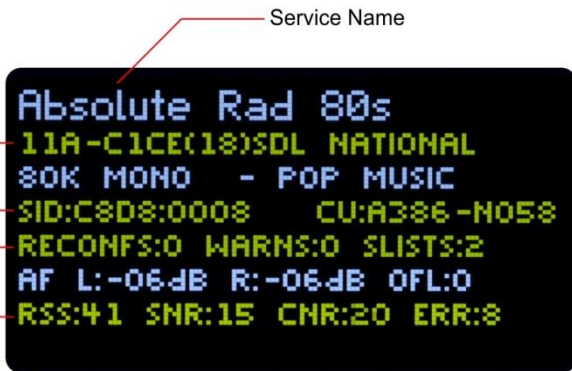 Service Name
Absolute Rad 80s
11A-C1CE(18)SDL NATIONAL
80K MONO - POP MUSIC
SID:C8D8:0008 CU:A386-N058
RECONFS:0 WARNS:0 SLISTS:2
AF L:-06dB R:-06dB OFL:0
RSS:41 SNR:15 CNR:20 ERR:8